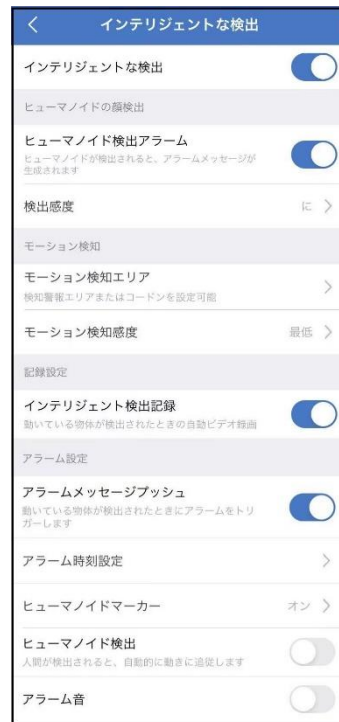 インテリジェントな検出
インテリジェントな検出
ヒューマノイドの顔検出
ヒューマノイド検出アラーム
ヒューマノイドが検出されると、アラームメッセージが
生成されます
検出感度 に
モーション検知
モーション検知エリア
検知警報エリアまたはコードンを設定可能
モーション検知感度 最低
記録設定
インテリジェント検出記録
動いている物体が検出されたときの自動ビデオ録画
アラーム設定
アラームメッセージプッシュ
動いている物体が検出されたときにアラームをトリ
ガーします
アラーム時刻設定
ヒューマノイドマーカー オン
ヒューマノイド検出
人間が検出されると、自動的に動きに追従します
アラーム音